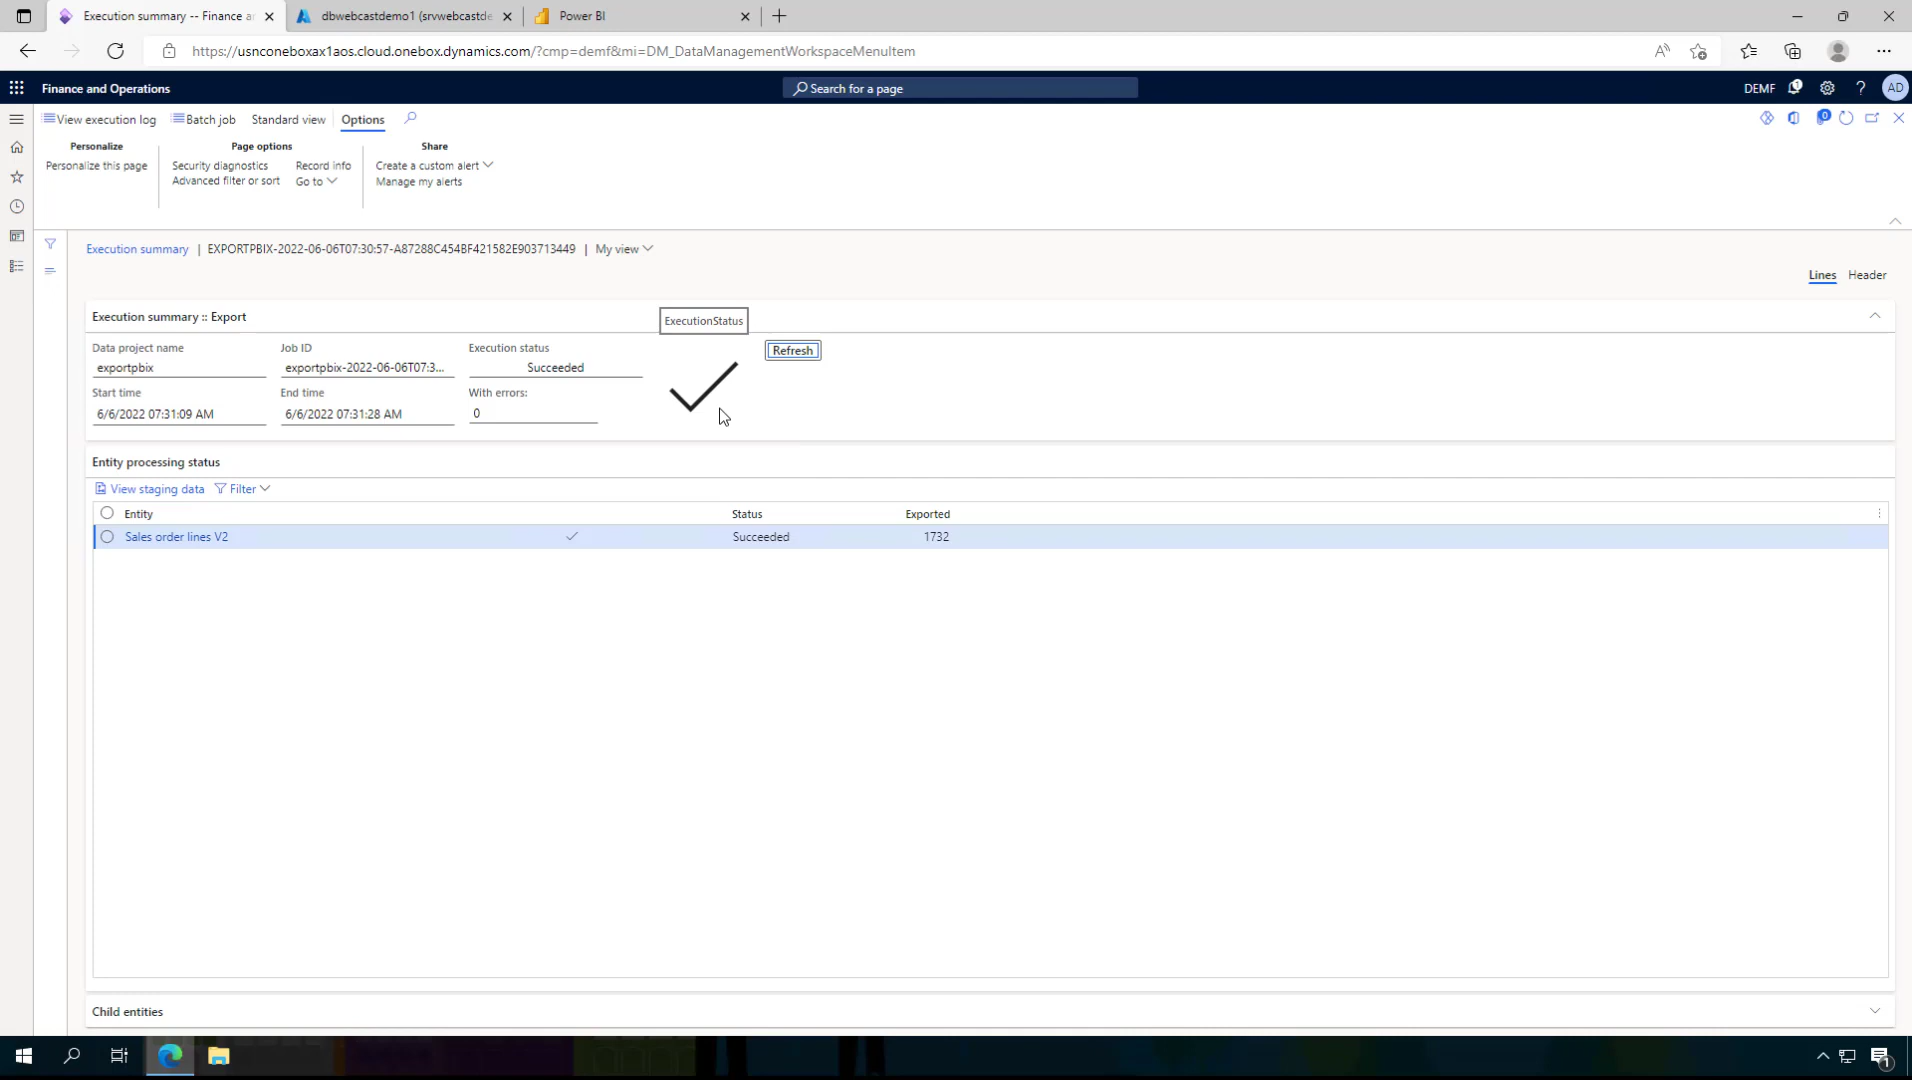 Execution summary -- Finance ar
dbwebcastdemo1 (srvwebcastde
Power BI
https://usnconeboxax1aos.cloud.onebox.dynamics.com/?cmp=demf&mi=DM_DataManagementWorkspaceMenuItem
Finance and Operations
Search for a page
DEMF
1
?
AD
View execution log
Batch job
Standard view
Options
0
Personalize
Page options
Share
Personalize this page
Security diagnostics
Record info
Create a custom alert
Advanced filter or sort
Go to
Manage my alerts
Execution summary | EXPORTPBIX-2022-06-06T07:30:57-A87288C454BF421582E903713449 | My view
Lines
Header
Execution summary :: Export
ExecutionStatus
Data project name
Job ID
Execution status
Refresh
exportpbix
exportpbix-2022-06-06T07:3...
Succeeded
Start time
End time
With errors:
6/6/2022 07:31:09 AM
6/6/2022 07:31:28 AM
0
Entity processing status
View staging data
Filter
Entity
Status
Exported
Sales order lines V2
Succeeded
1732
Child entities
1